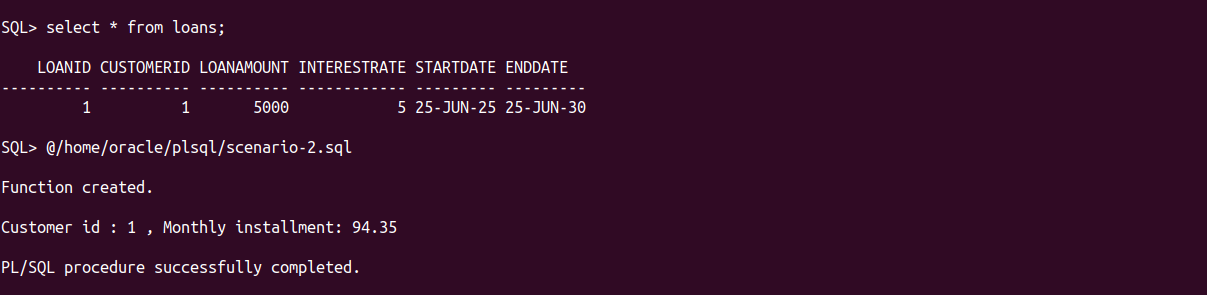 SQL> select * from loans;
    LOANID CUSTOMERID LOANAMOUNT INTERESTRATE STARTDATE ENDDATE
---------- ---------- ---------- ------------ --------- ---------
         1          1       5000            5 25-JUN-25 25-JUN-30
SQL> @/home/oracle/plsql/scenario-2.sql
Function created.
Customer id : 1 , Monthly installment: 94.35
PL/SQL procedure successfully completed.